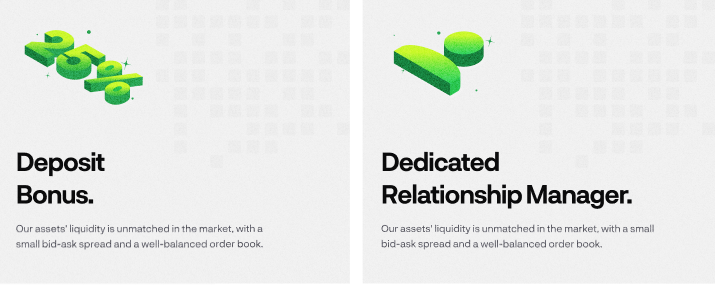 25%
Deposit
Bonus.
Our assets' liquidity is unmatched in the market, with a
small bid-ask spread and a well-balanced order book.
Dedicated
Relationship Manager.
Our assets' liquidity is unmatched in the market, with a small
bid-ask spread and a well-balanced order book.